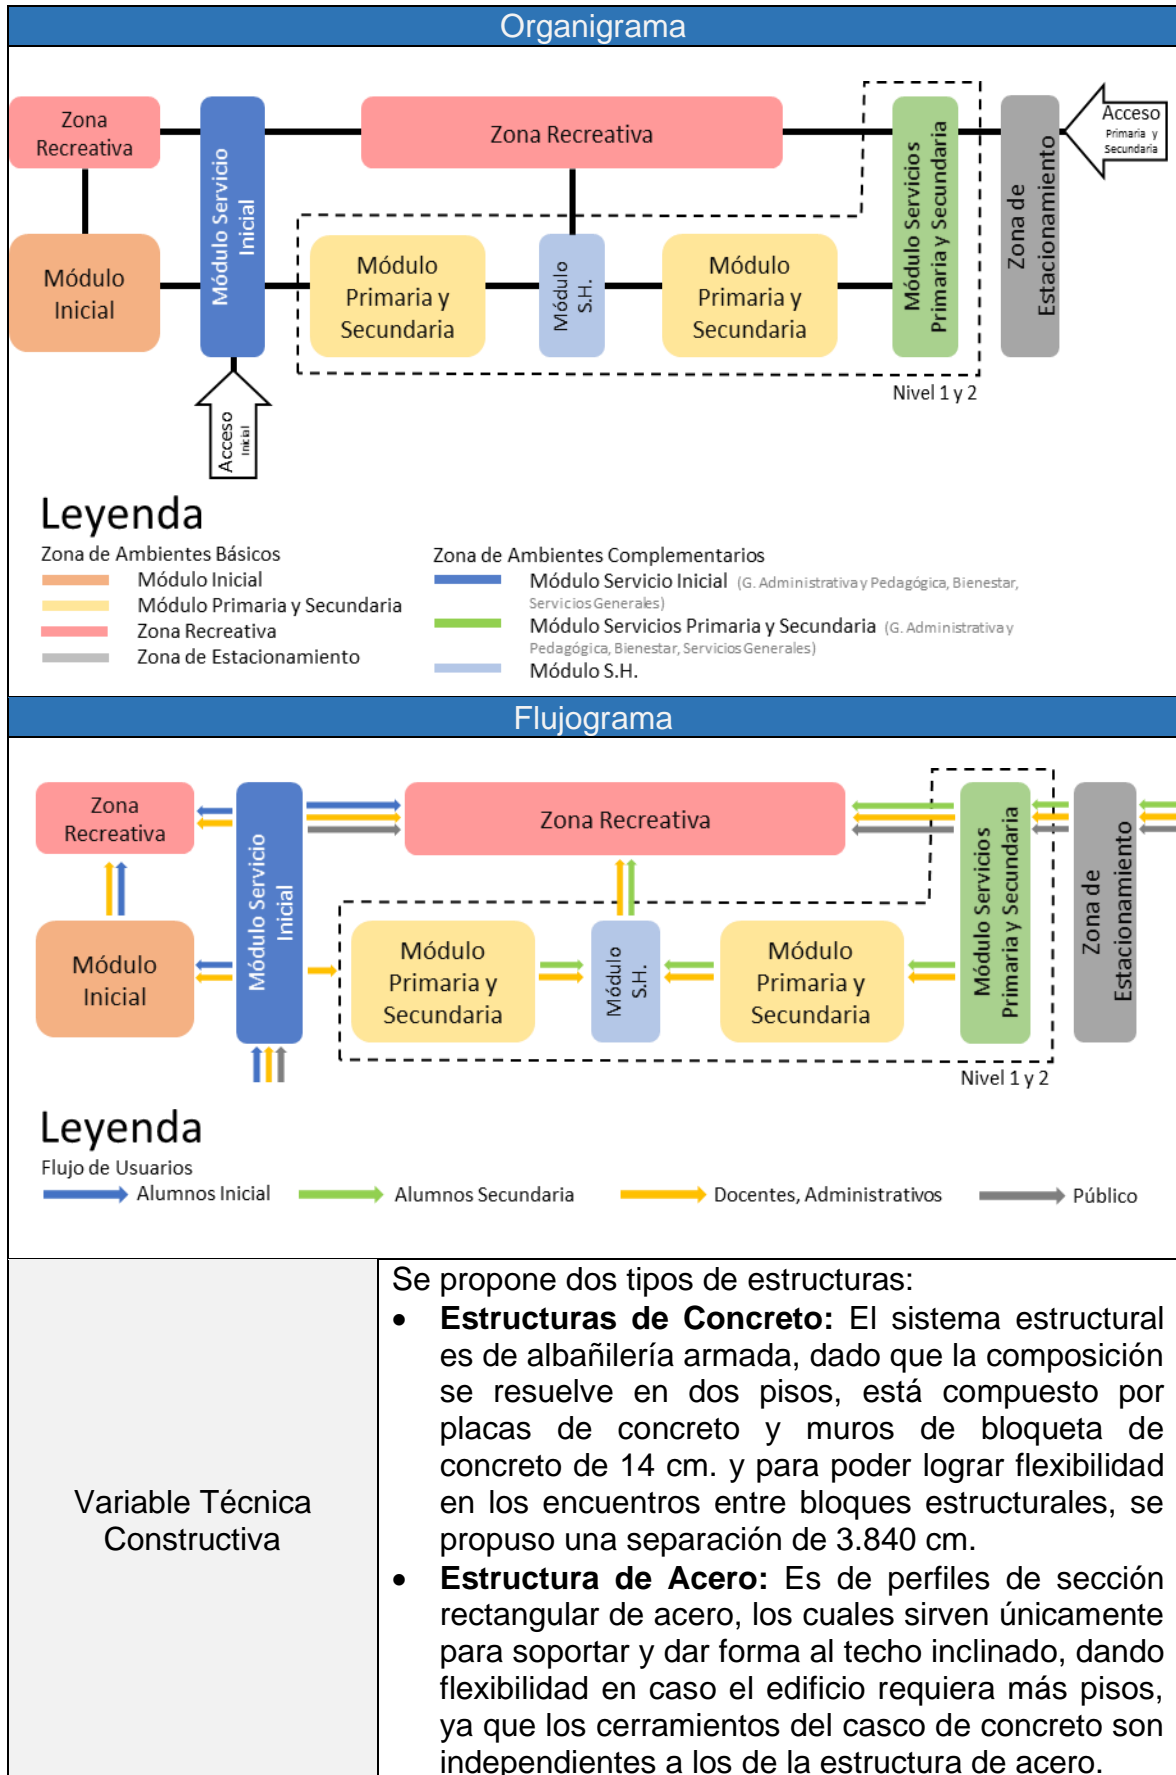 Organigrama
Zona
Recreativa
Módulo Servicio
Inicial
Zona Recreativa
Módulo Servicios
Primaria y Secundaria
Zona de
Estacionamiento
Acceso
Primaria y
Secundaria
Módulo
Inicial
Módulo
Primaria y
Secundaria
Módulo
S.H.
Módulo
Primaria y
Secundaria
Nivel 1 y 2
Acceso
Inicial
Leyenda
Zona de Ambientes Básicos
Módulo Inicial
Módulo Primaria y Secundaria
Zona Recreativa
Zona de Estacionamiento
Zona de Ambientes Complementarios
Módulo Servicio Inicial (G. Administrativa y Pedagógica, Bienestar,
Servicios Generales)
Módulo Servicios Primaria y Secundaria (G. Administrativa y
Pedagógica, Bienestar, Servicios Generales)
Módulo S.H.
Flujograma
Zona
Recreativa
Módulo Servicio
Inicial
Zona Recreativa
Módulo Servicios
Primaria y Secundaria
Zona de
Estacionamiento
Módulo
Inicial
Módulo
Primaria y
Secundaria
Módulo
S.H.
Módulo
Primaria y
Secundaria
Nivel 1 y 2
Leyenda
Flujo de Usuarios
Alumnos Inicial
Alumnos Secundaria
Docentes, Administrativos
Público
Variable Técnica
Constructiva
Se propone dos tipos de estructuras:
• Estructuras de Concreto: El sistema estructural
es de albañilería armada, dado que la composición
se resuelve en dos pisos, está compuesto por
placas de concreto y muros de bloqueta de
concreto de 14 cm. y para poder lograr flexibilidad
en los encuentros entre bloques estructurales, se
propuso una separación de 3.840 cm.
• Estructura de Acero: Es de perfiles de sección
rectangular de acero, los cuales sirven únicamente
para soportar y dar forma al techo inclinado, dando
flexibilidad en caso el edificio requiera más pisos,
ya que los cerramientos del casco de concreto son
independientes a los de la estructura de acero.